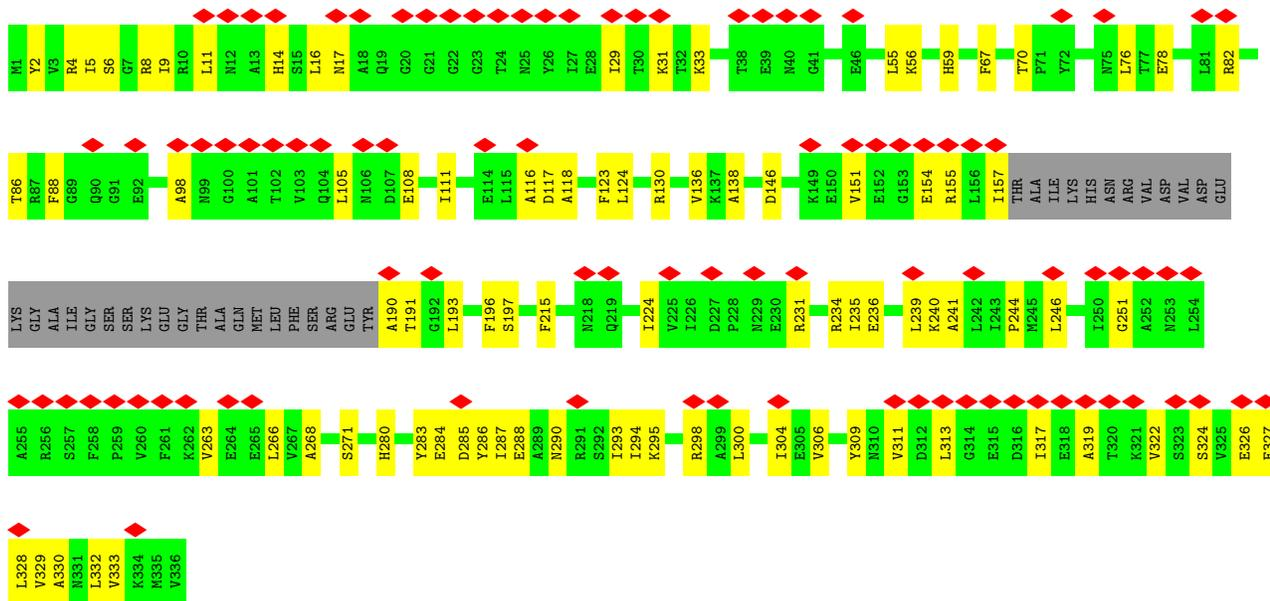 M1 Y2 V3 R4 I5 S6 G7 R8 I9 R10 L11 N12 A13 H14 S15 L16 N17 A18 Q19 G20 G21 G22 G23 T24 N25 Y26 I27 E28 I29 T30 K31 T32 K33 T38 E39 N40 G41 E46 L55 K56 H59 F67 T70 P71 Y72 N75 L76 T77 E78 L81 R82
T86 R87 F88 G89 Q90 G91 E92 A98 N99 G100 A101 T102 V103 Q104 L105 N106 D107 E108 I111 E114 L115 A116 D117 A118 F123 L124 R130 V136 K137 A138 D146 K149 E150 V151 E152 G153 E154 R155 L156 I157 THR ALA ILE LYS HIS ASN ARG VAL ASP VAL ASP GLU
LYS GLY ALA ILE GLY SER SER LYS GLU GLY THR ALA GLN MET LEU PHE SER ARG GLU TYR A190 T191 G192 L193 F196 S197 F215 N218 Q219 I224 V225 I226 D227 P228 N229 E230 R231 R234 I235 E236 L239 K240 A241 L242 I243 P244 M245 L246 I250 G251 A252 N253 L254
A255 R256 S257 F258 P259 V260 F261 K262 V263 E264 E265 L266 V267 A268 S271 H280 Y283 E284 D285 Y286 I287 E288 A289 N290 R291 S292 I293 I294 K295 R298 A299 L300 I304 E305 V306 Y309 N310 V311 D312 L313 G314 E315 D316 I317 E318 A319 T320 K321 V322 S323 S324 V325 E326
L328 V329 A330 N331 L332 V333 K334 M335 V336